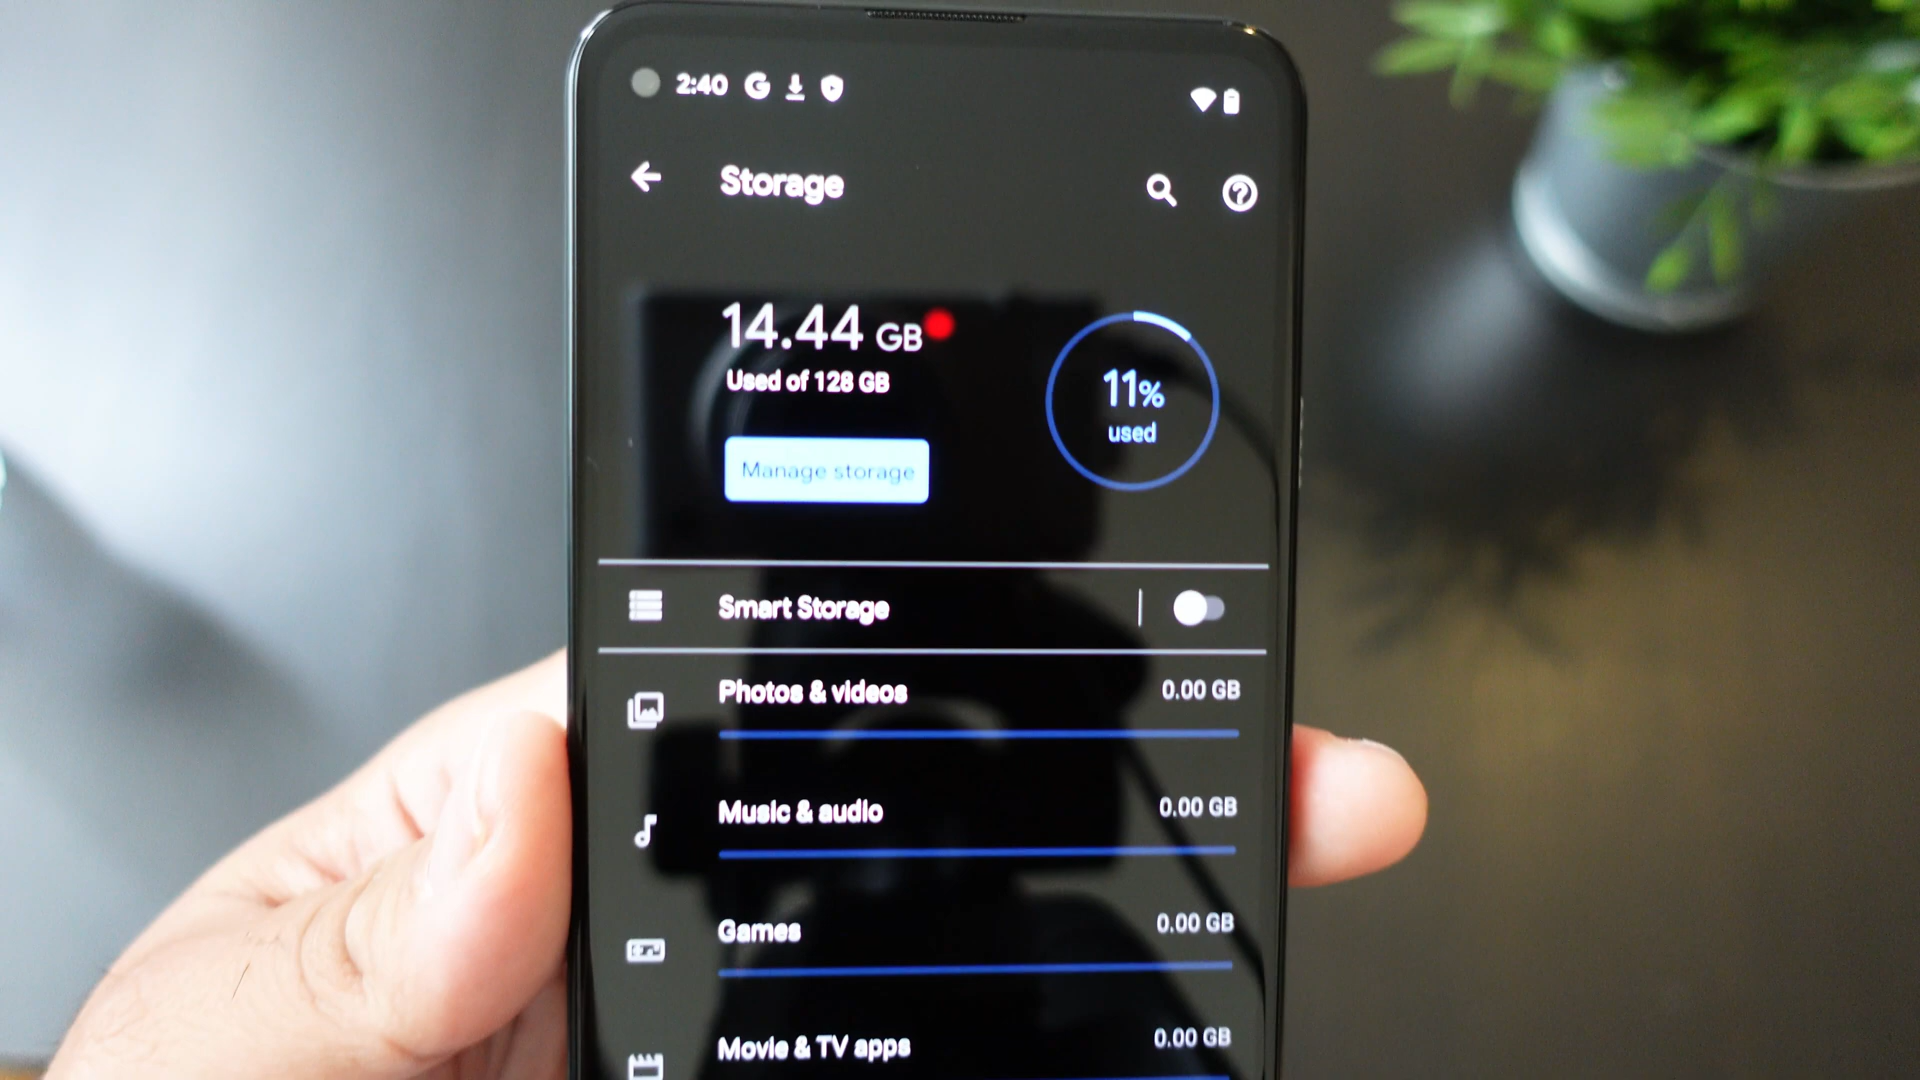 2:40
Storage
14.44 GB
Used of 128 GB
11%
used
Manage storage
Smart Storage
Photos & videos 0.00 GB
Music & audio 0.00 GB
Games 0.00 GB
Movie & TV apps 0.00 GB